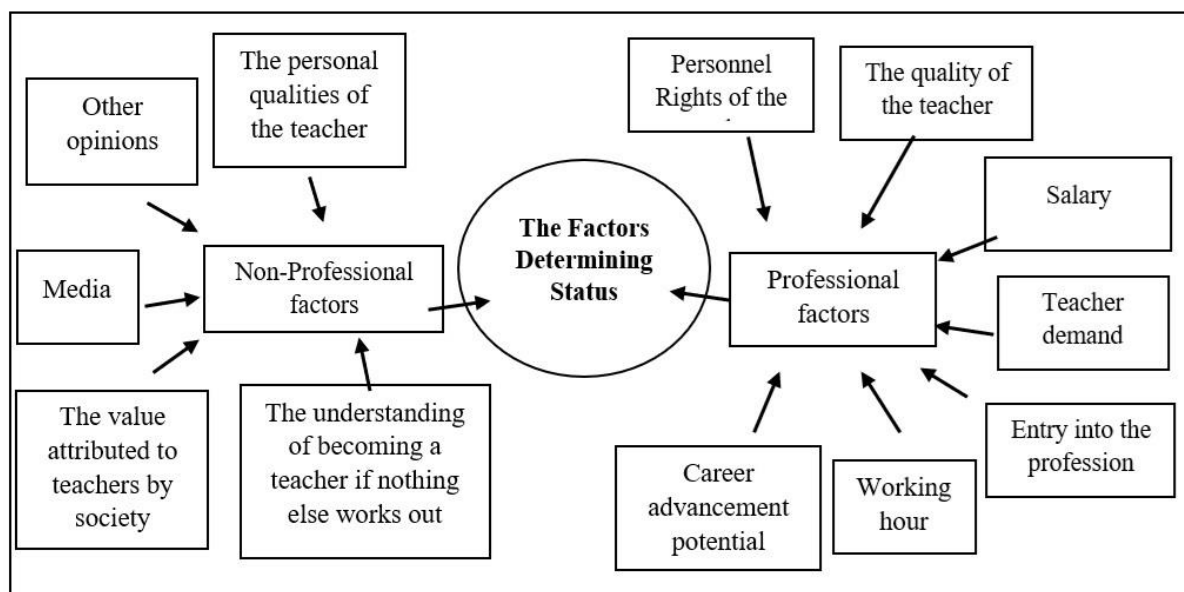 Other
opinions
The personal
qualities of
the teacher
Media
Non-Professional
factors
The value
attributed to
teachers by
society
The understanding
of becoming a
teacher if nothing
else works out
The Factors
Determining
Status
Personnel
Rights of the
The quality of
the teacher
Salary
Professional
factors
Teacher
demand
Entry into the
profession
Career
advancement
potential
Working
hour